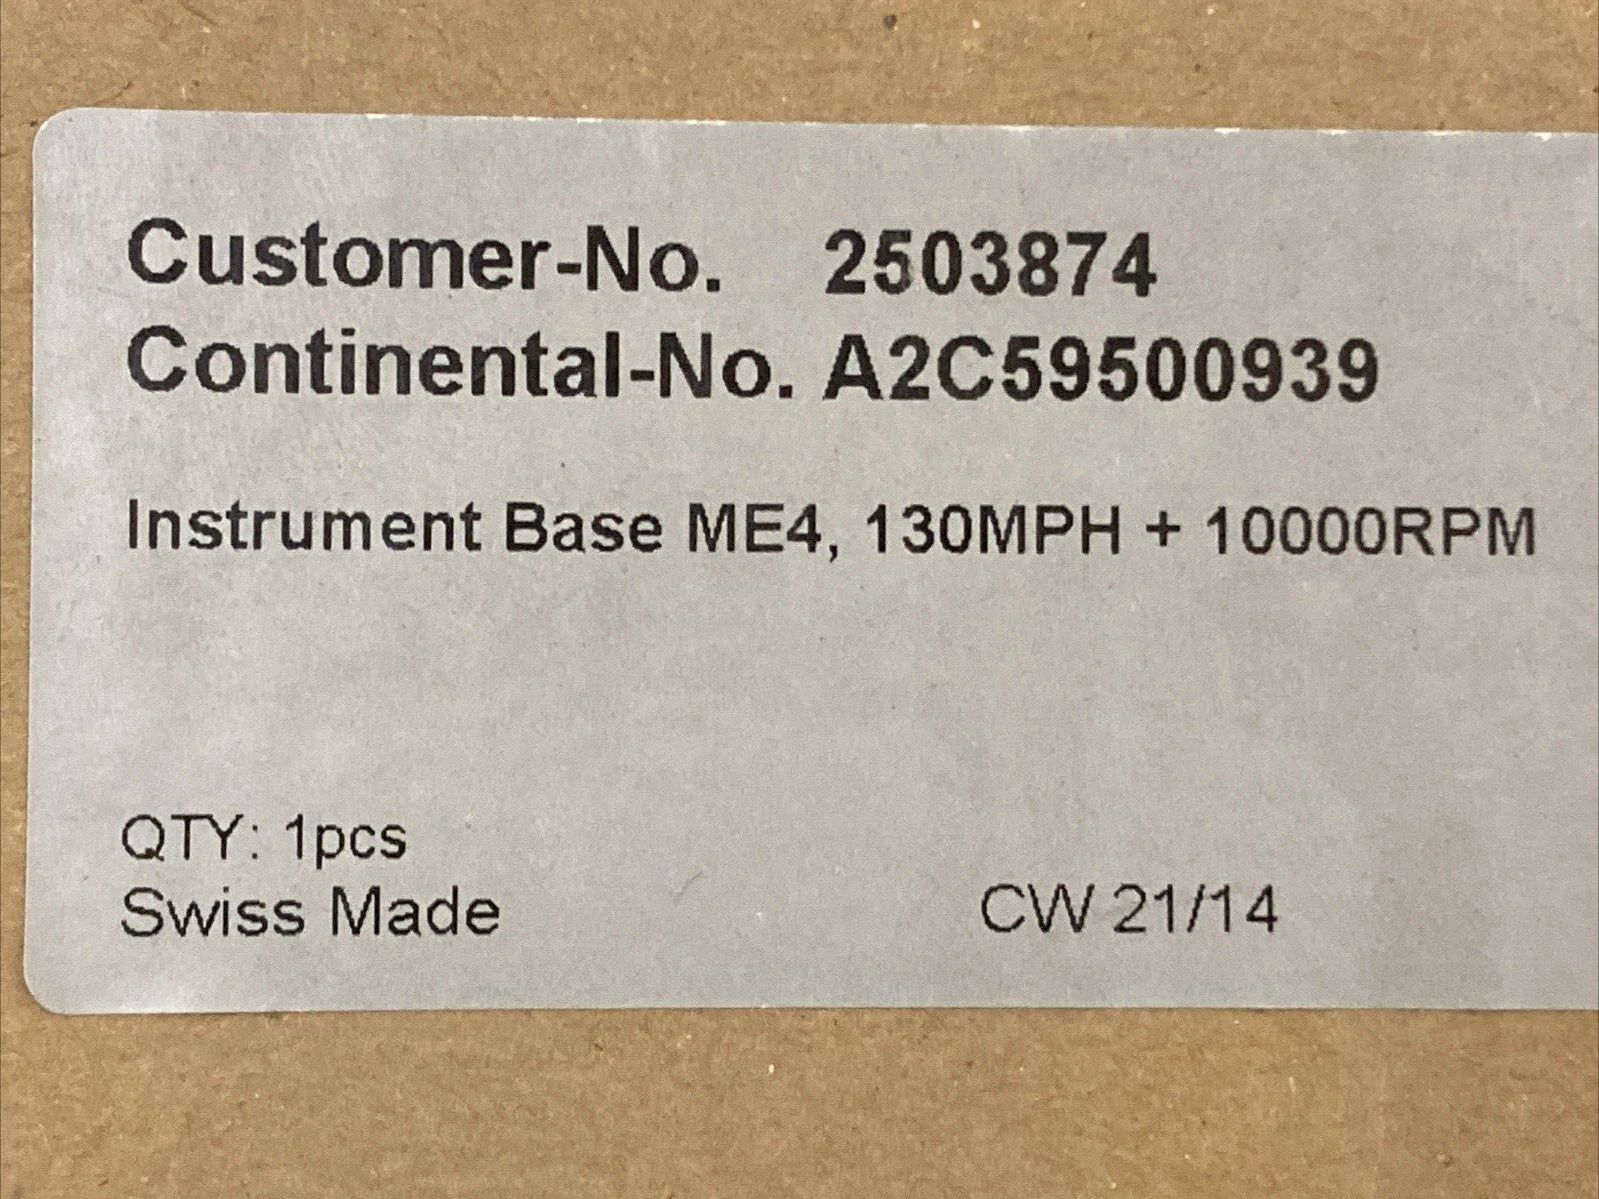 Customer-No. 2503874
Continental-No. A2C59500939
Instrument Base ME4, 130MPH + 10000RPM
QTY: 1pcs
Swiss Made CW 21/14